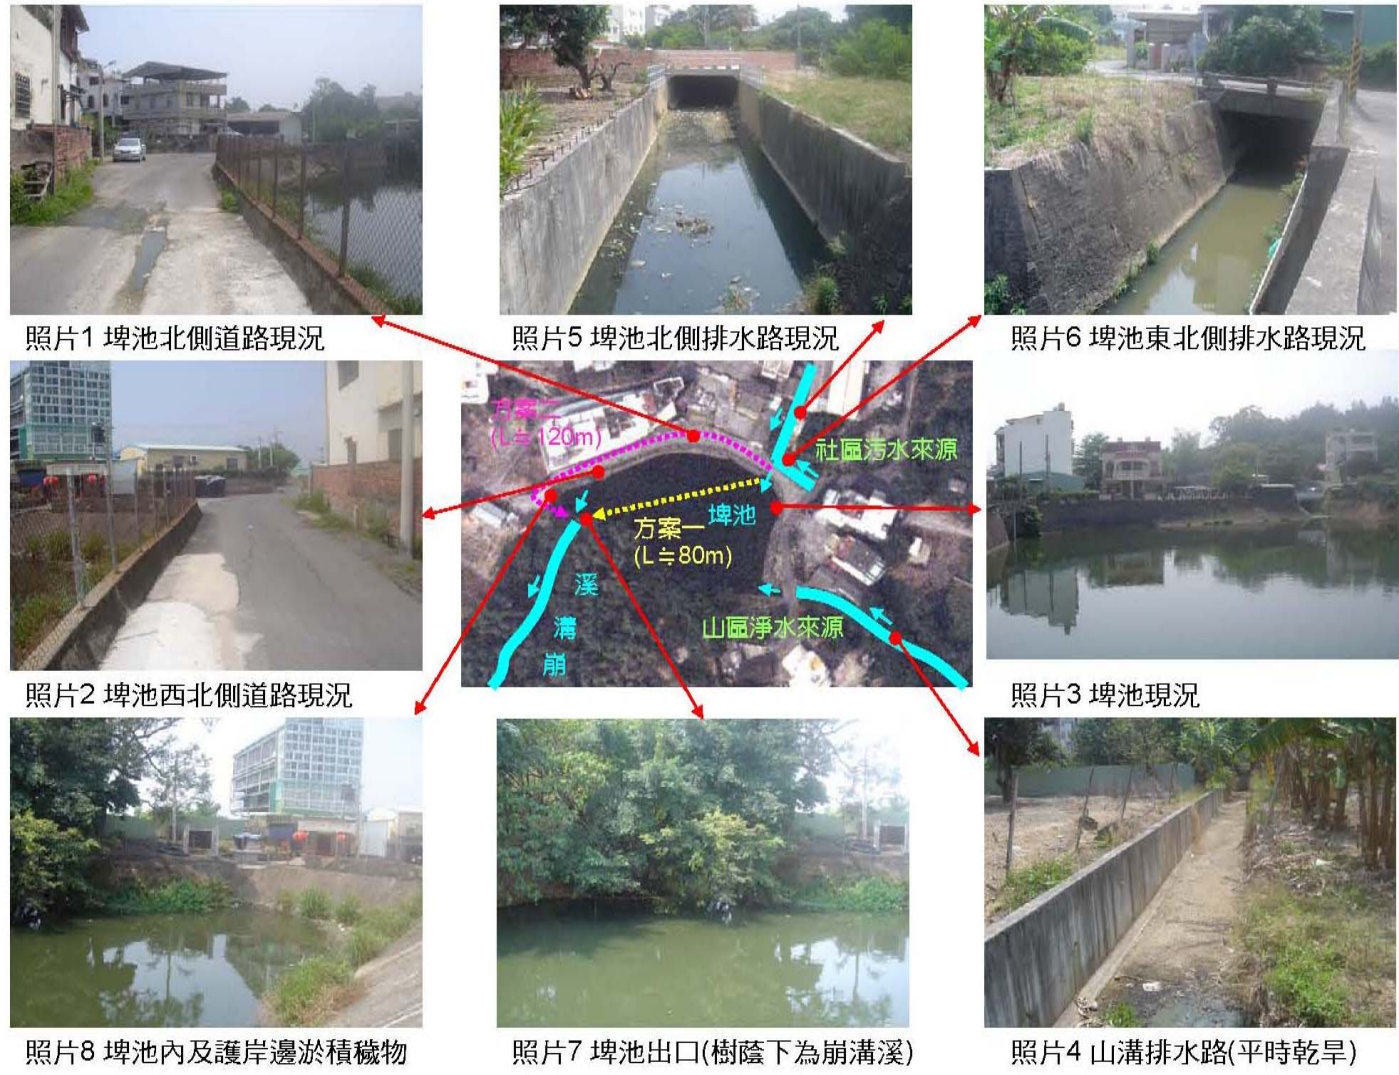 照片1 埤池北側道路現況
照片5 埤池北側排水路現況
照片6 埤池東北側排水路現況
方案二
(L≒120m)
社區污水來源
埤池
方案一
(L≒80m)
溪
溝
崩
山區淨水來源
照片2 埤池西北側道路現況
照片3 埤池現況
照片8 埤池內及護岸邊淤積穢物
照片7 埤池出口(樹蔭下為崩溝溪)
照片4 山溝排水路(平時乾旱)